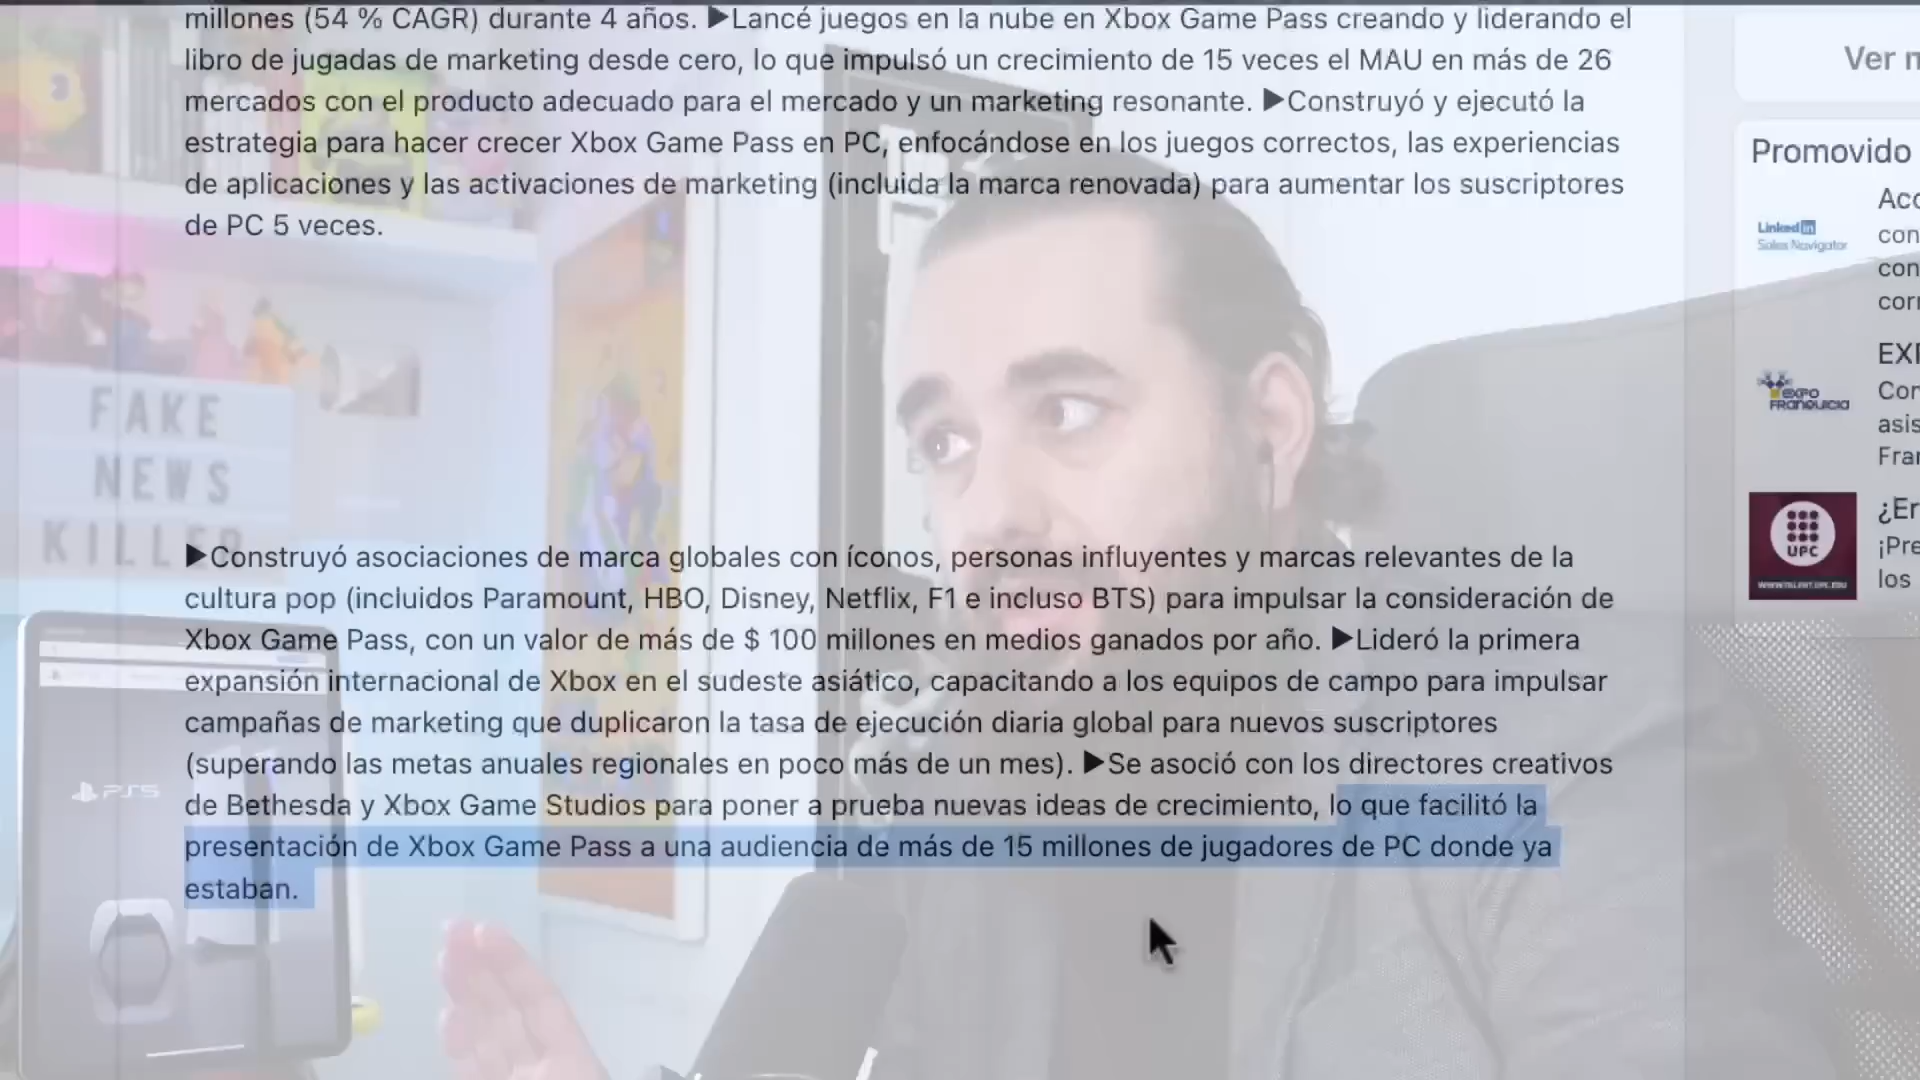 millones (54 % CAGR) durante 4 años. ▶Lancé juegos en la nube en Xbox Game Pass creando y liderando el
libro de jugadas de marketing desde cero, lo que impulsó un crecimiento de 15 veces el MAU en más de 26
mercados con el producto adecuado para el mercado y un marketing resonante. ▶Construyó y ejecutó la
estrategia para hacer crecer Xbox Game Pass en PC, enfocándose en los juegos correctos, las experiencias
de aplicaciones y las activaciones de marketing (incluida la marca renovada) para aumentar los suscriptores
de PC 5 veces.
▶Construyó asociaciones de marca globales con íconos, personas influyentes y marcas relevantes de la
cultura pop (incluidos Paramount, HBO, Disney, Netflix, F1 e incluso BTS) para impulsar la consideración de
Xbox Game Pass, con un valor de más de $ 100 millones en medios ganados por año. ▶Lideró la primera
expansión internacional de Xbox en el sudeste asiático, capacitando a los equipos de campo para impulsar
campañas de marketing que duplicaron la tasa de ejecución diaria global para nuevos suscriptores
(superando las metas anuales regionales en poco más de un mes). ▶Se asoció con los directores creativos
de Bethesda y Xbox Game Studios para poner a prueba nuevas ideas de crecimiento, lo que facilitó la
presentación de Xbox Game Pass a una audiencia de más de 15 millones de jugadores de PC donde ya
estaban.
FAKE
NEWS
KILLER
PS5
Ver
Promovido
LinkedIn
Sales Navigator
EXPO
FRANQUICIA
UPC
WWW.TALENT.UPC.EDU
los